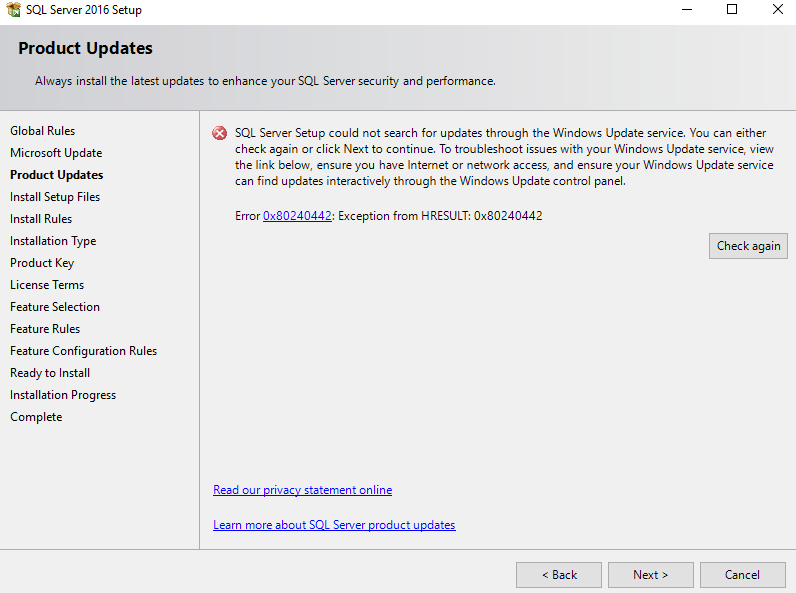 SQL Server 2016 Setup
Product Updates
Always install the latest updates to enhance your SQL Server security and performance.
Global Rules
Microsoft Update
Product Updates
Install Setup Files
Install Rules
Installation Type
Product Key
License Terms
Feature Selection
Feature Rules
Feature Configuration Rules
Ready to Install
Installation Progress
Complete
SQL Server Setup could not search for updates through the Windows Update service. You can either
check again or click Next to continue. To troubleshoot issues with your Windows Update service, view
the link below, ensure you have Internet or network access, and ensure your Windows Update service
can find updates interactively through the Windows Update control panel.
Error 0x80240442: Exception from HRESULT: 0x80240442
Check again
Read our privacy statement online
Learn more about SQL Server product updates
< Back
Next >
Cancel